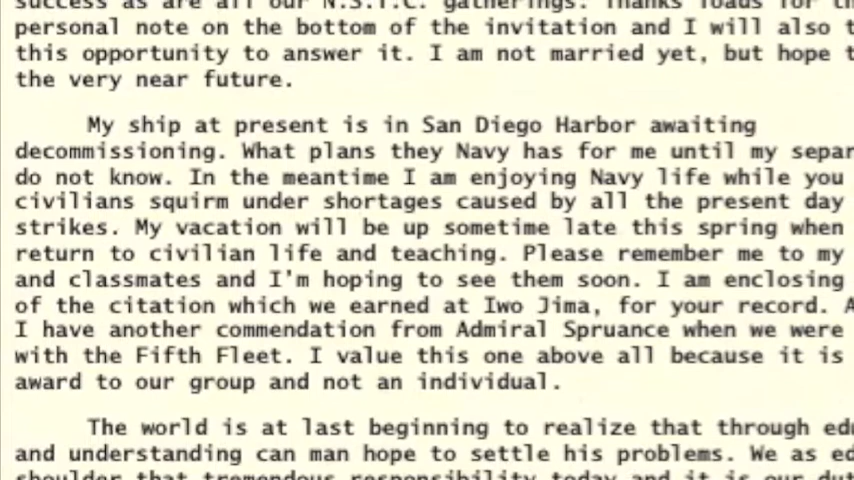 success as are all our N.S.T.C. gatherings. Thanks loads for
personal note on the bottom of the invitation and I will also
this opportunity to answer it. I am not married yet, but hope
the very near future.
My ship at present is in San Diego Harbor awaiting
decommissioning. What plans they Navy has for me until my
do not know. In the meantime I am enjoying Navy life while you
civilians squirm under shortages caused by all the present day
strikes. My vacation will be up sometime late this spring when
return to civilian life and teaching. Please remember me to my
and classmates and I'm hoping to see them soon. I am enclosing
of the citation which we earned at Iwo Jima, for your record.
I have another commendation from Admiral Spruance when we were
with the Fifth Fleet. I value this one above all because it is
award to our group and not an individual.
The world is at last beginning to realize that through
and understanding can man hope to settle his problems. We as
shoulder that tremendous responsibility today and it is our